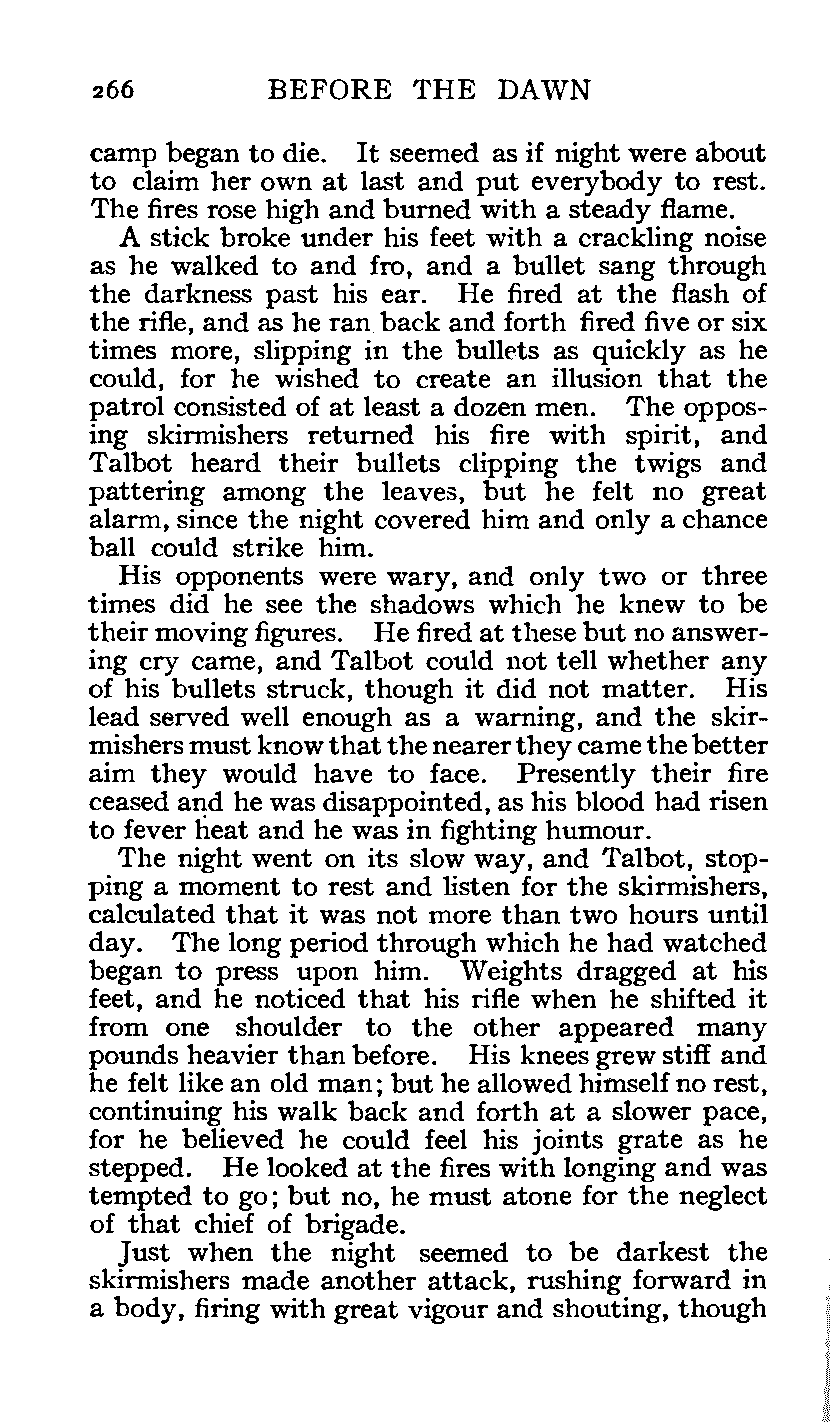 266 BEFORE THE DAWN
camp began to die. It seemed as if night were about
to claim her own at last and put everybody to rest.
The fires rose high and burned with a steady flame.
A stick broke under his feet with a crackling noise
as he walked to and fro, and a bullet sang through
the darkness past his ear. He fired at the flash of
the rifle, and as he ran back and forth fired five or six
times more, slipping in the bullets as quickly as he
could, for he wished to create an illusion that the
patrol consisted of at least a dozen men. The oppos-
ing skirmishers returned his fire with spirit, and
Talbot heard their bullets clipping the twigs and
pattering among the leaves, but he felt no great
alarm, since the night covered him and only a chance
ball could strike him.
His opponents were wary, and only two or three
times did he see the shadows which he knew to be
their moving figures. He fired at these but no answer-
ing cry came, and Talbot could not tell whether any
of his bullets struck, though it did not matter. His
lead served well enough as a warning, and the skir-
mishers must know that the nearer they came the better
aim they would have to face. Presently their fire
ceased and he was disappointed, as his blood had risen
to fever heat and he was in fighting humour.
The night went on its slow way, and Talbot, stop-
ping a moment to rest and listen for the skirmishers,
calculated that it was not more than two hours until
day. The long period through which he had watched
began to press upon him. Weights dragged at his
feet, and he noticed that his rifle when he shifted it
from one shoulder to the other appeared many
pounds heavier than before. His knees grew stiff and
he felt like an old man; but he allowed himself no rest,
continuing his walk back and forth at a slower pace,
for he believed he could feel his joints grate as he
stepped. He looked at the fires with longing and was
tempted to go; but no, he must atone for the neglect
of that chief of brigade.
Just when the night seemed to be darkest the
skirmishers made another attack, rushing forward in
a body, firing with great vigour and shouting, though